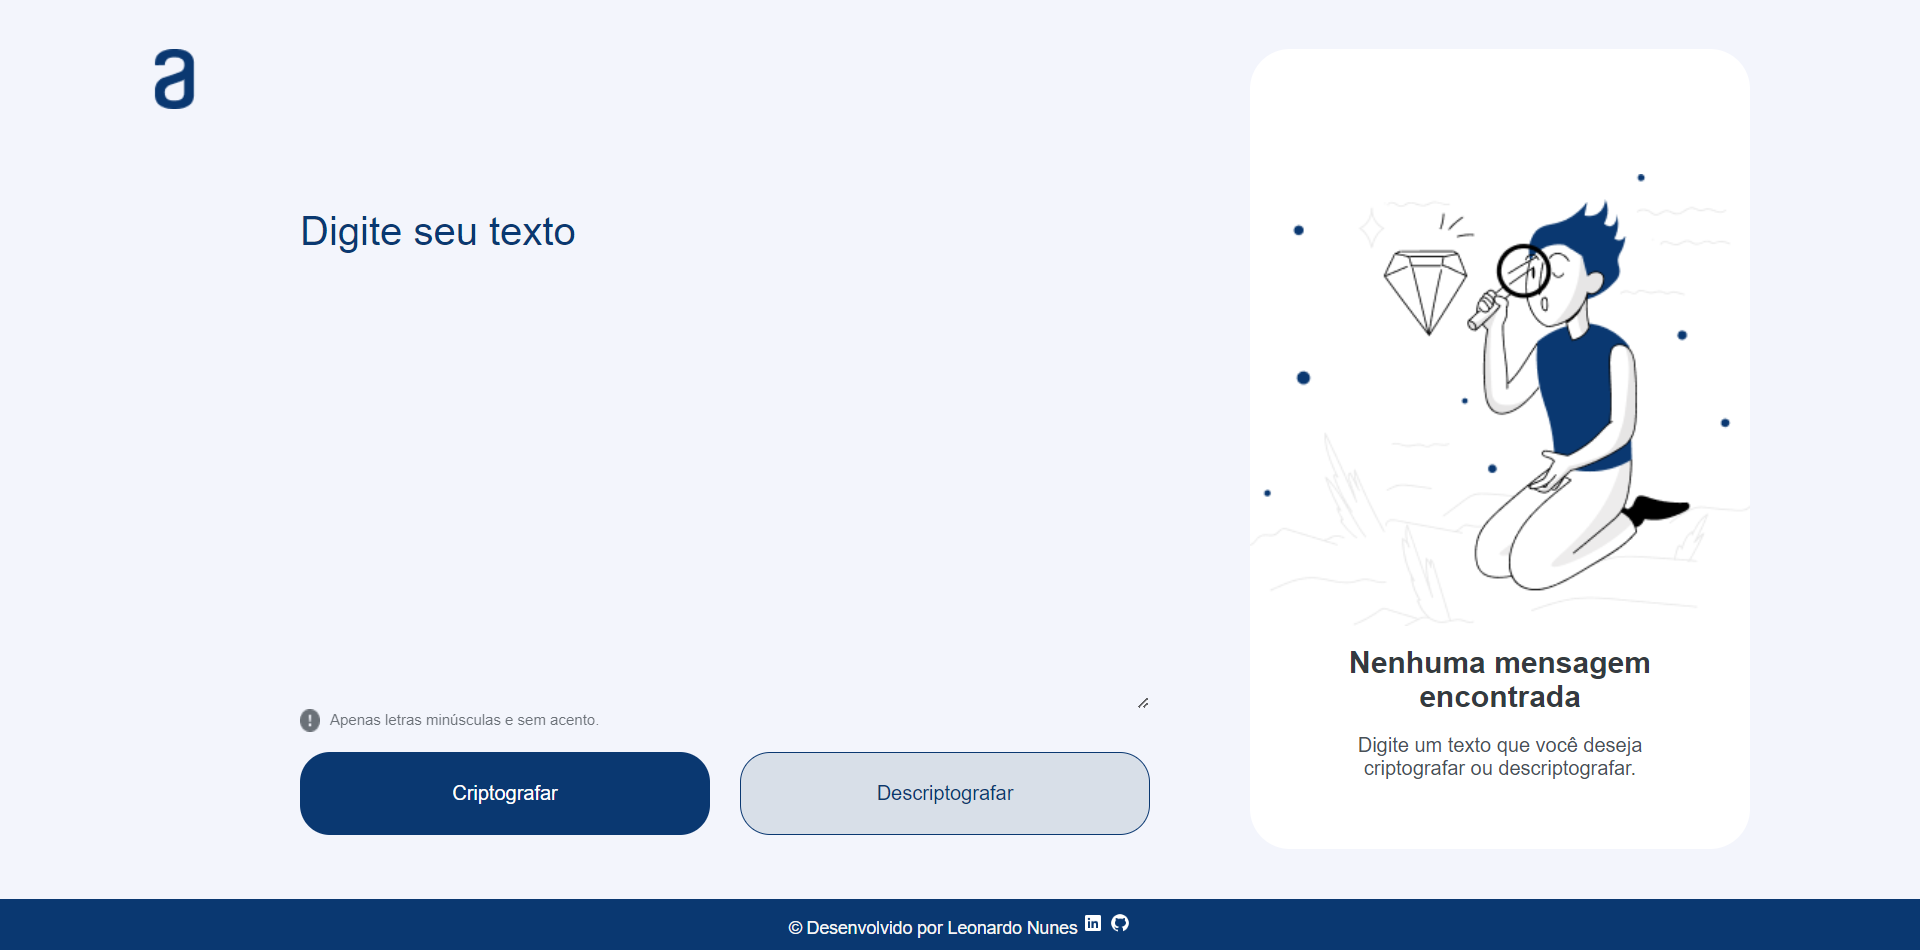 a
Digite seu texto
Apenas letras minúsculas e sem acento.
Criptografar
Descriptografar
Nenhuma mensagem
encontrada
Digite um texto que você deseja
criptografar ou descriptografar.
© Desenvolvido por Leonardo Nunes in